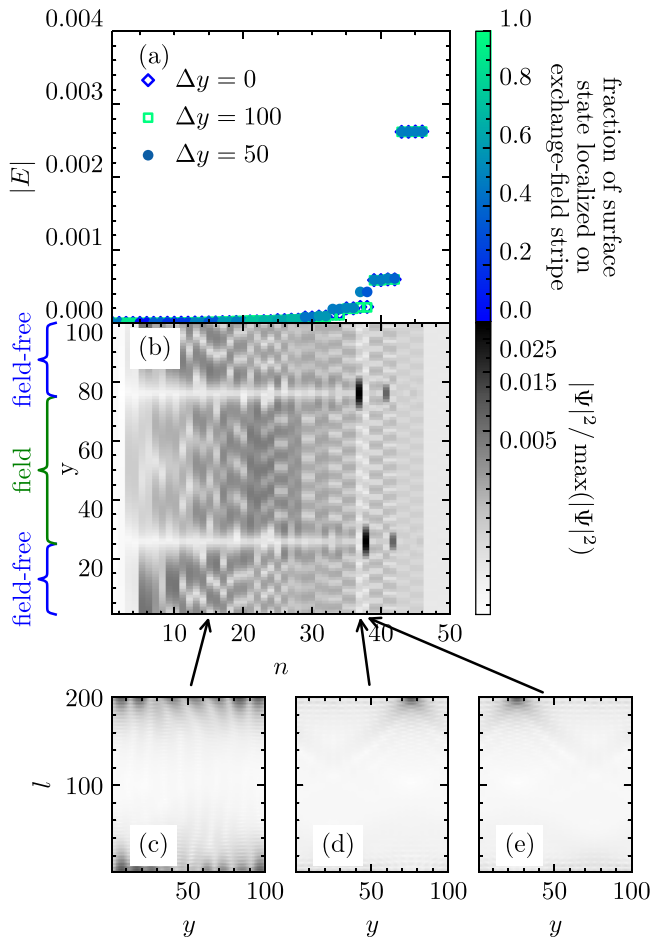 0.004
0.003
0.002
0.001
0.000
|E|
(a)
Δy = 0
Δy = 100
Δy = 50
1.0
0.8
0.6
0.4
0.2
0.0
fraction of surface
state localized on
exchange-field stripe
(b)
100
80
60
40
20
y
field-free
field
field-free
10
20
30
40
50
n
0.025
0.015
0.005
|Ψ|²/ max(|Ψ|²)
200
100
l
(c)
50
100
y
(d)
50
100
y
(e)
50
100
y